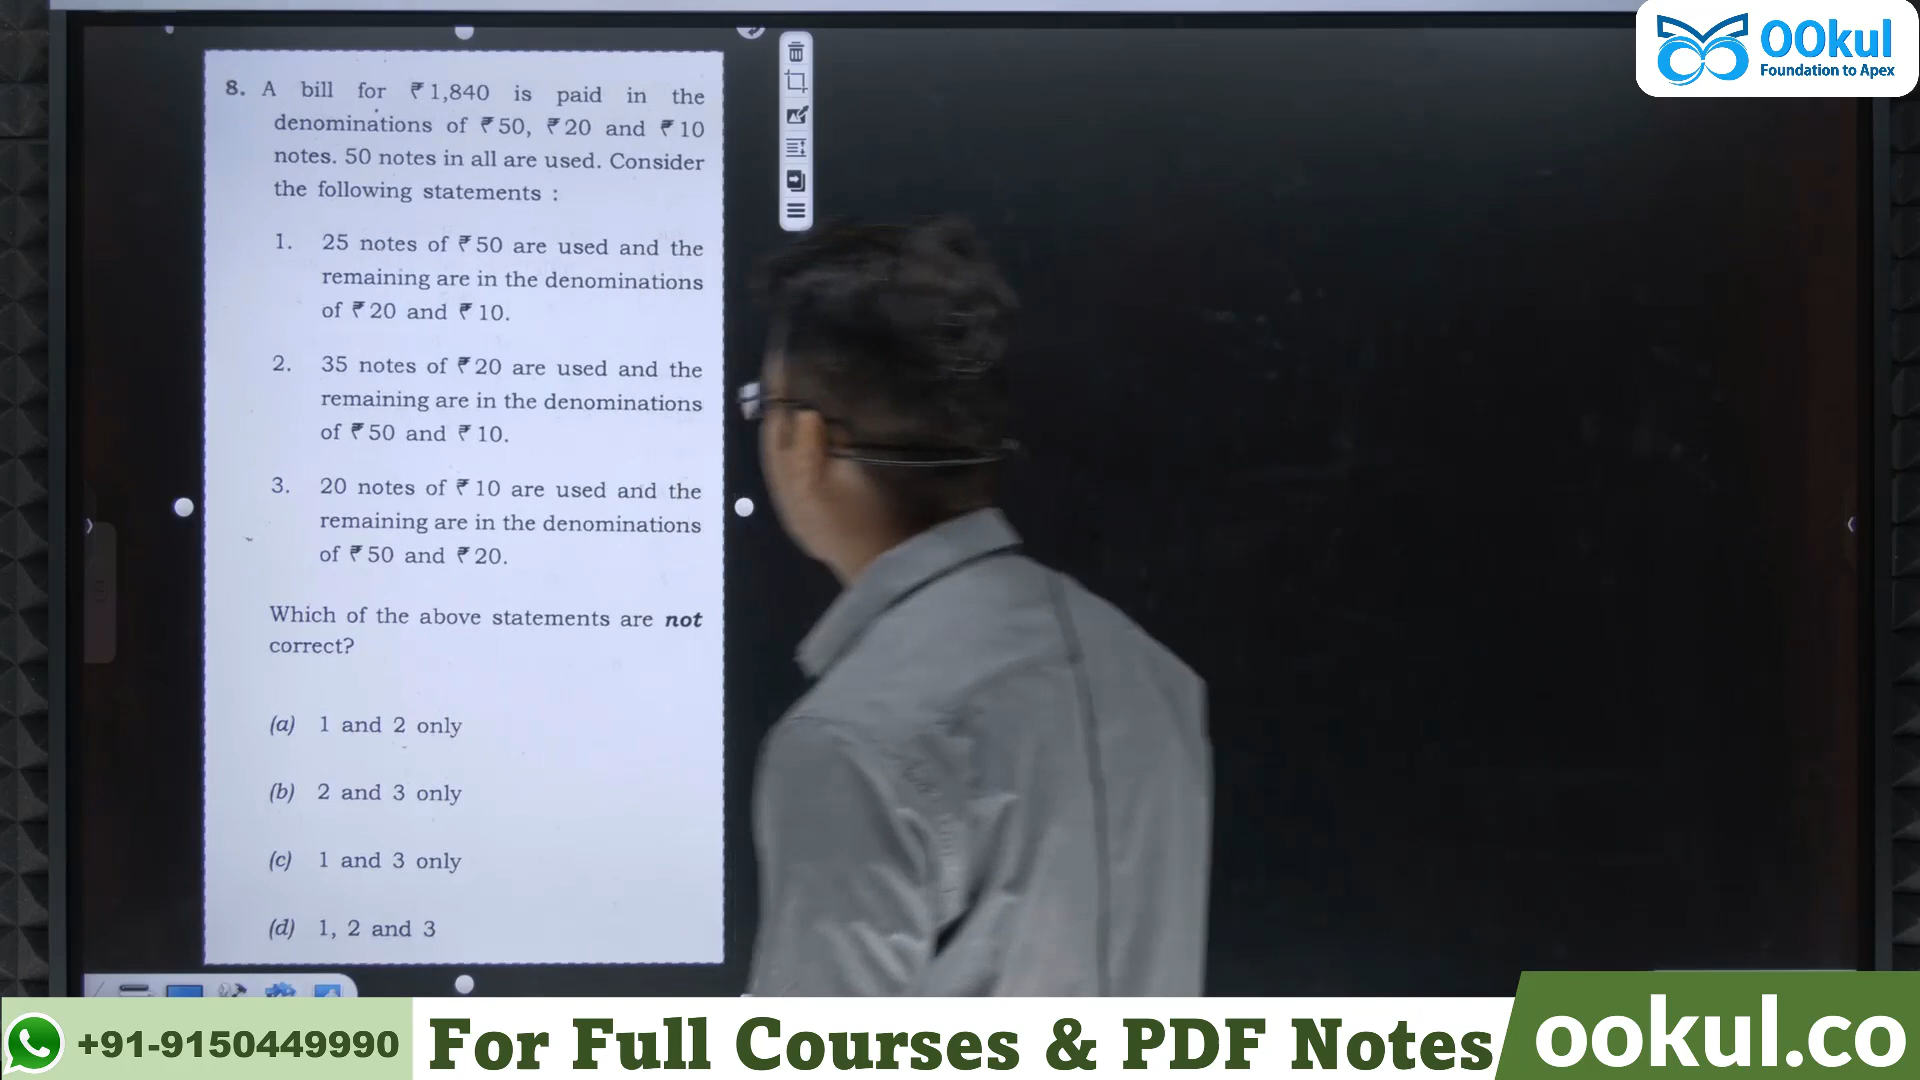 OOkul
Foundation to Apex
8. A bill for ₹1,840 is paid in the
denominations of ₹50, ₹20 and ₹10
notes. 50 notes in all are used. Consider
the following statements :
1. 25 notes of ₹50 are used and the
remaining are in the denominations
of ₹20 and ₹10.
2. 35 notes of ₹20 are used and the
remaining are in the denominations
of ₹50 and ₹10.
3. 20 notes of ₹10 are used and the
remaining are in the denominations
of ₹50 and ₹20.
Which of the above statements are not
correct?
(a) 1 and 2 only
(b) 2 and 3 only
(c) 1 and 3 only
(d) 1, 2 and 3
+91-9150449990 For Full Courses & PDF Notes ookul.co